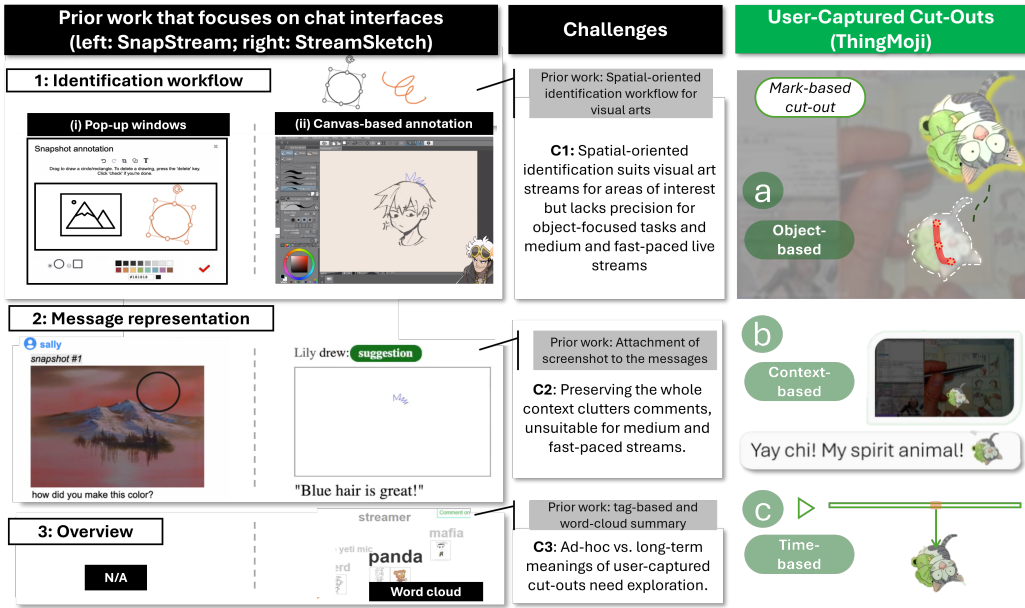 Prior work that focuses on chat interfaces
(left: SnapStream; right: StreamSketch)
Challenges
User-Captured Cut-Outs
(ThingMoji)
1: Identification workflow
(i) Pop-up windows
Snapshot annotation
Drag to draw a circle/rectangle. To delete a drawing, press the 'delete' key.
Click 'check' if you're done.
#101010
(ii) Canvas-based annotation
Prior work: Spatial-oriented
identification workflow for
visual arts
C1: Spatial-oriented
identification suits visual art
streams for areas of interest
but lacks precision for
object-focused tasks and
medium and fast-paced live
streams
Mark-based
cut-out
a
Object-
based
2: Message representation
sally
snapshot #1
how did you make this color?
Lily drew: suggestion
"Blue hair is great!"
Prior work: Attachment of
screenshot to the messages
C2: Preserving the whole
context clutters comments,
unsuitable for medium and
fast-paced streams.
b
Context-
based
Yay chi! My spirit animal!
3: Overview
N/A
Comment on
streamer
mafia
yeti mic
panda
erd
Word cloud
Prior work: tag-based and
word-cloud summary
C3: Ad-hoc vs. long-term
meanings of user-captured
cut-outs need exploration.
c
Time-
based